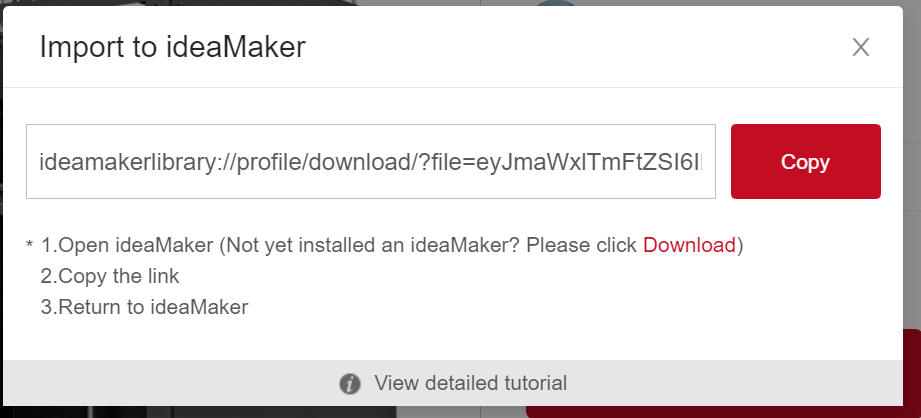 Import to ideaMaker
ideamakerlibrary://profile/download/?file=eyJmaWxlTmFtZSI6I
Copy
* 1.Open ideaMaker (Not yet installed an ideaMaker? Please click Download)
2.Copy the link
3.Return to ideaMaker
View detailed tutorial